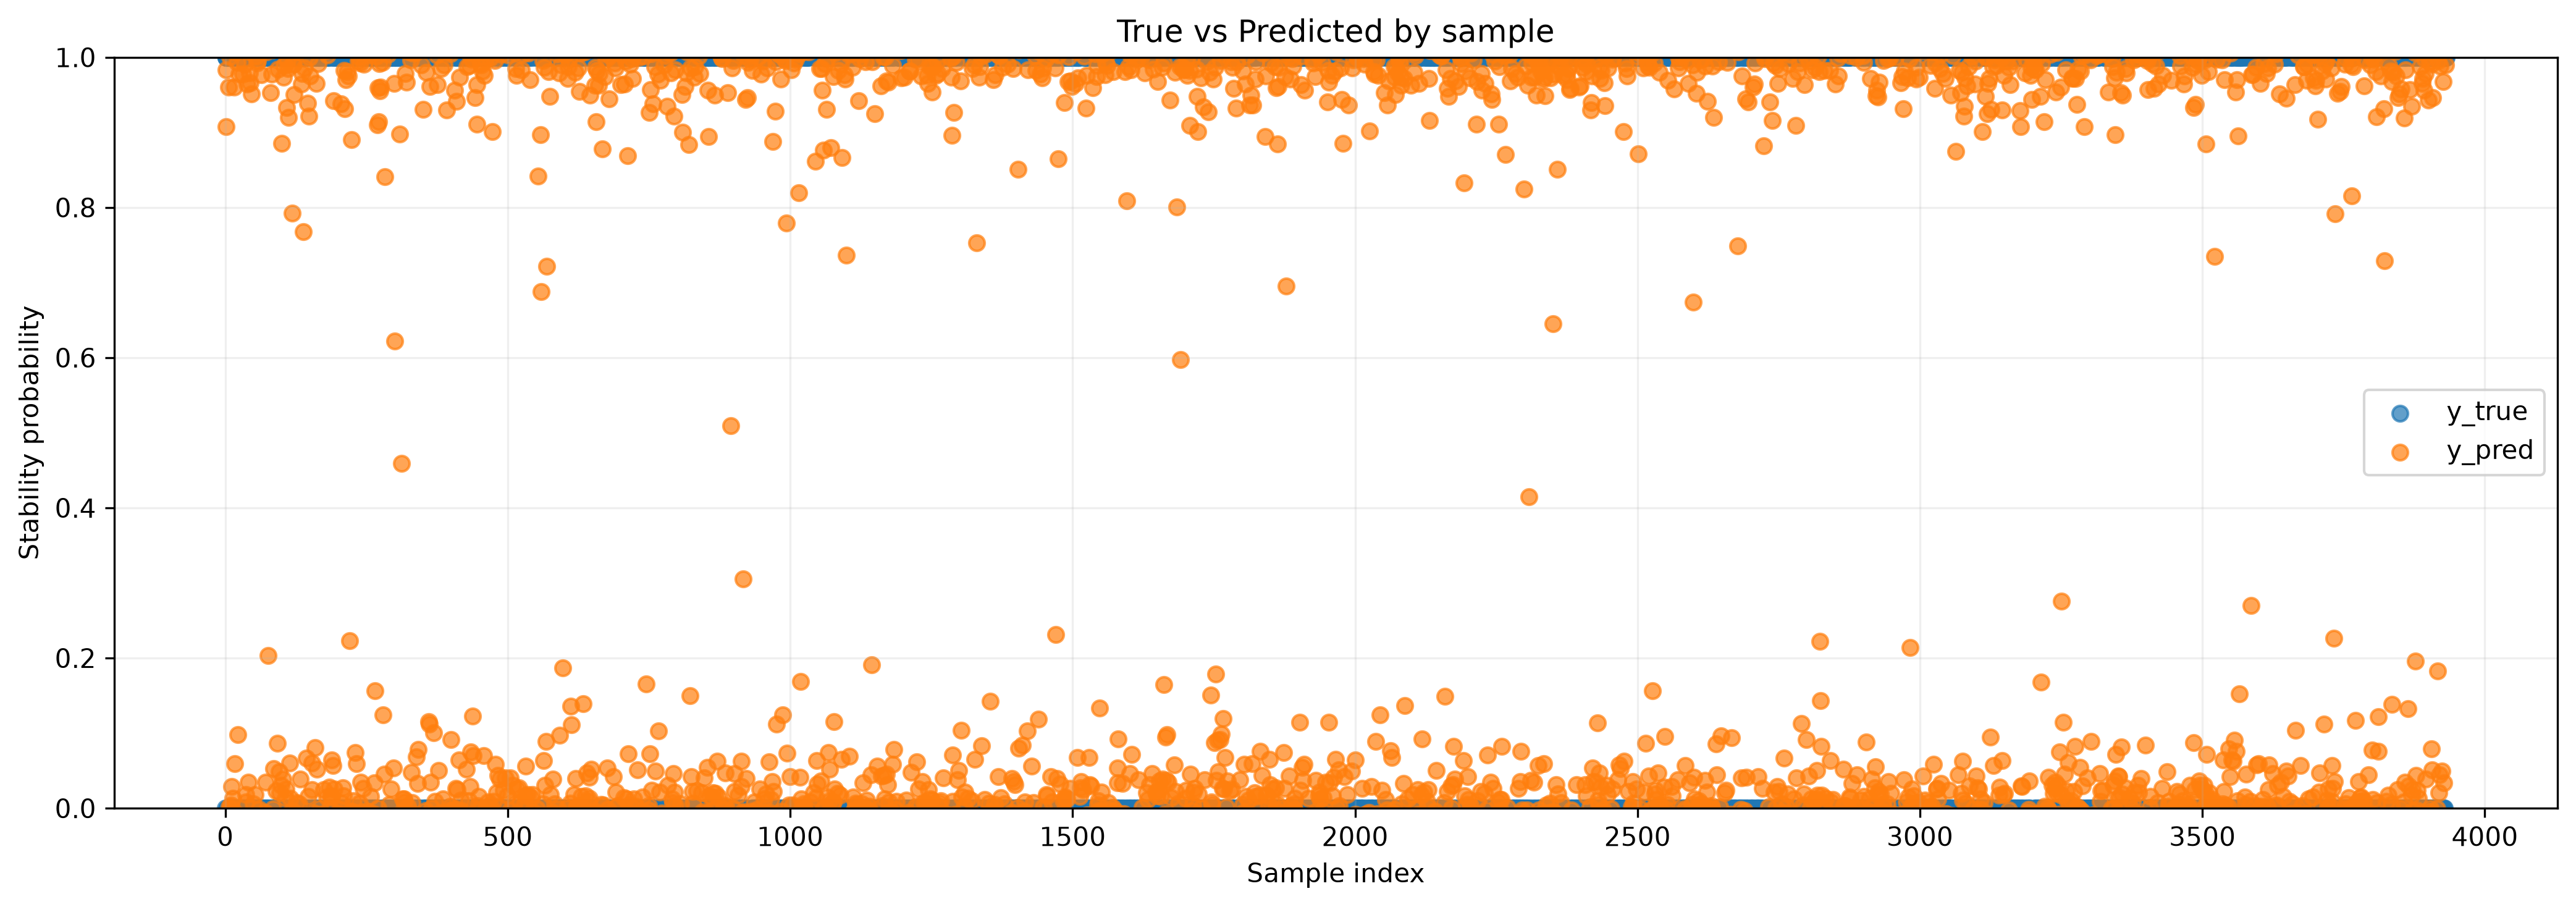 True vs Predicted by sample
1.0
0.8
0.6
0.4
0.2
0.0
Stability probability
y_true
y_pred
0 500 1000 1500 2000 2500 3000 3500 4000
Sample index